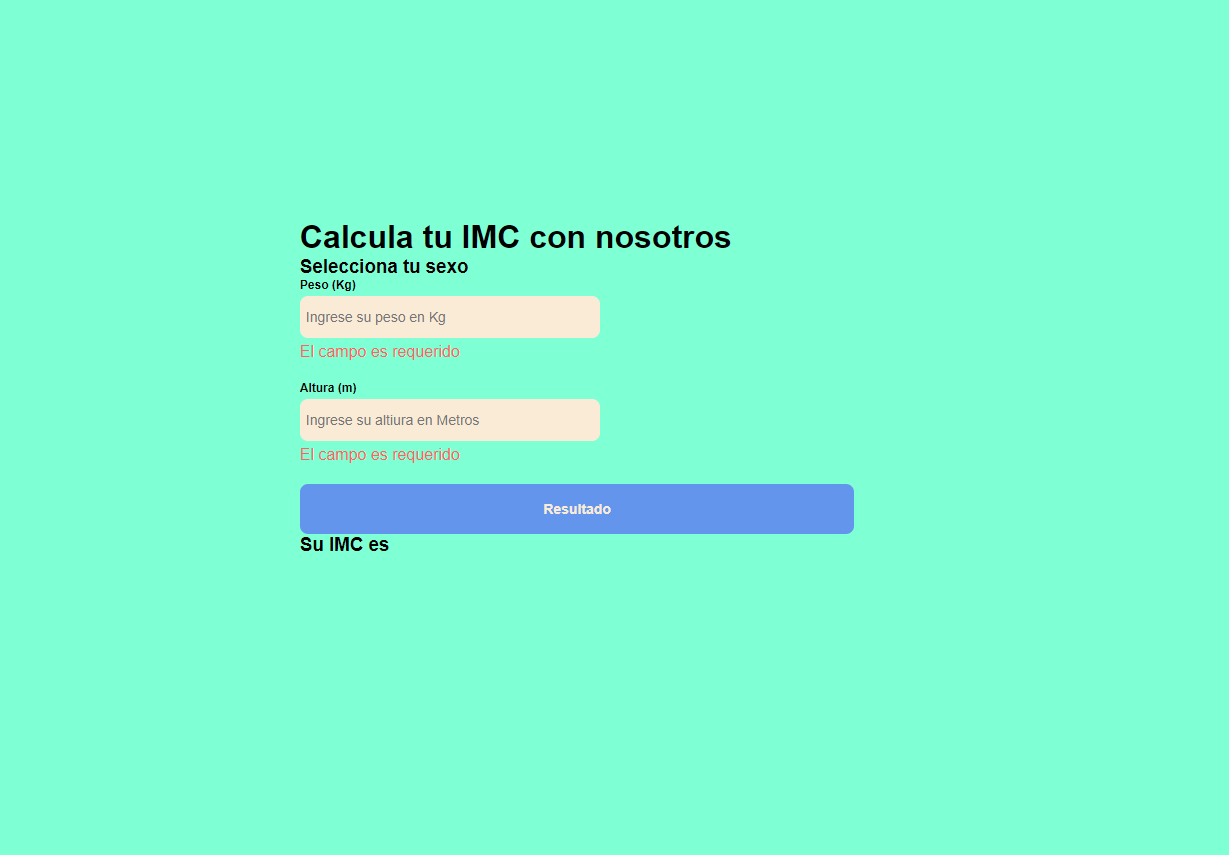 Calcula tu IMC con nosotros
Selecciona tu sexo
Peso (Kg)
Ingrese su peso en Kg
El campo es requerido
Altura (m)
Ingrese su altiura en Metros
El campo es requerido
Resultado
Su IMC es